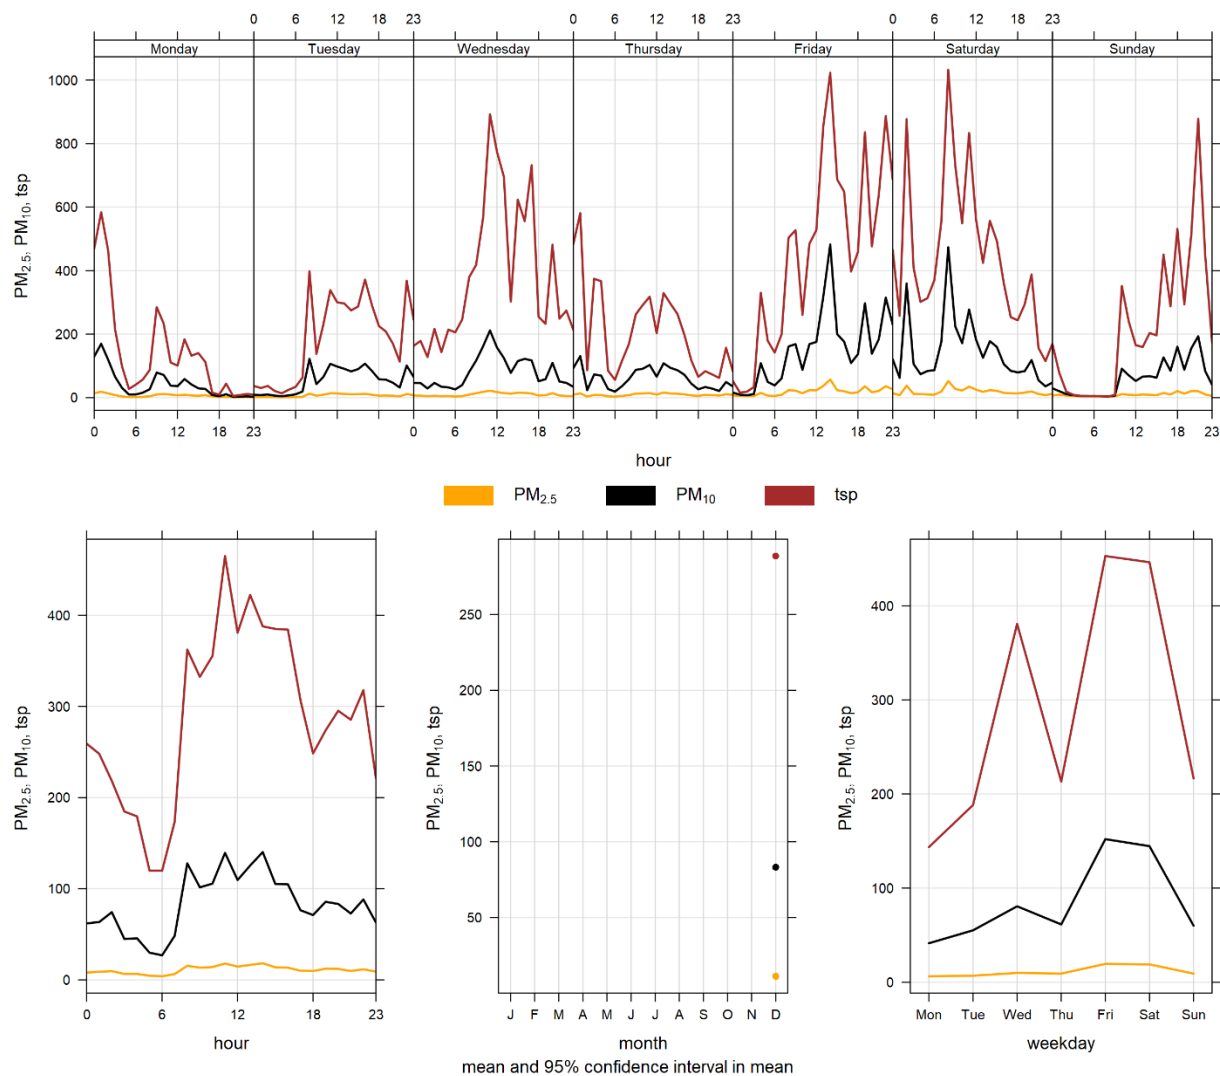 0 6 12 18 23 0 6 12 18 23 0 6 12 18 23
Monday Tuesday Wednesday Thursday Friday Saturday Sunday
1000
800
600
400
200
0
PM2.5, PM10, tsp
0 6 12 18 23 0 6 12 18 23 0 6 12 18 23 0 6 12 18 23
hour
PM2.5 PM10 tsp
400
300
200
100
0
PM2.5, PM10, tsp
0 6 12 18 23
hour
250
200
150
100
50
PM2.5, PM10, tsp
J F M A M J J A S O N D
month
400
300
200
100
0
PM2.5, PM10, tsp
Mon Tue Wed Thu Fri Sat Sun
weekday
mean and 95% confidence interval in mean